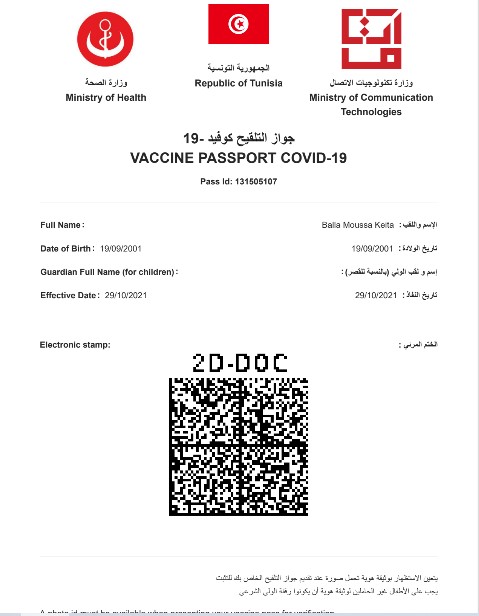 الجمهورية التونسية
Republic of Tunisia
وزارة الصحة
Ministry of Health
وزارة تكنولوجيات الاتصال
Ministry of Communication
Technologies
جواز التلقيح كوفيد -19
VACCINE PASSPORT COVID-19
Pass Id: 131505107
Full Name :
الإسم واللقب : Balla Moussa Keita
Date of Birth : 19/09/2001
تاريخ الولادة : 19/09/2001
Guardian Full Name (for children) :
إسم و لقب الولي (بالنسبة للقصر) :
Effective Date : 29/10/2021
تاريخ النفاذ : 29/10/2021
Electronic stamp:
الختم المرئي :
2D-DOC
يتعين الاستظهار بوثيقة هوية تحمل صورة عند تقديم جواز التلقيح الخاص بك للتثبت
يجب على الأطفال غير الحاملين لوثيقة هوية أن يكونوا رفقة الولي الشرعي
A photo id must be available when presenting your vaccine pass for verification